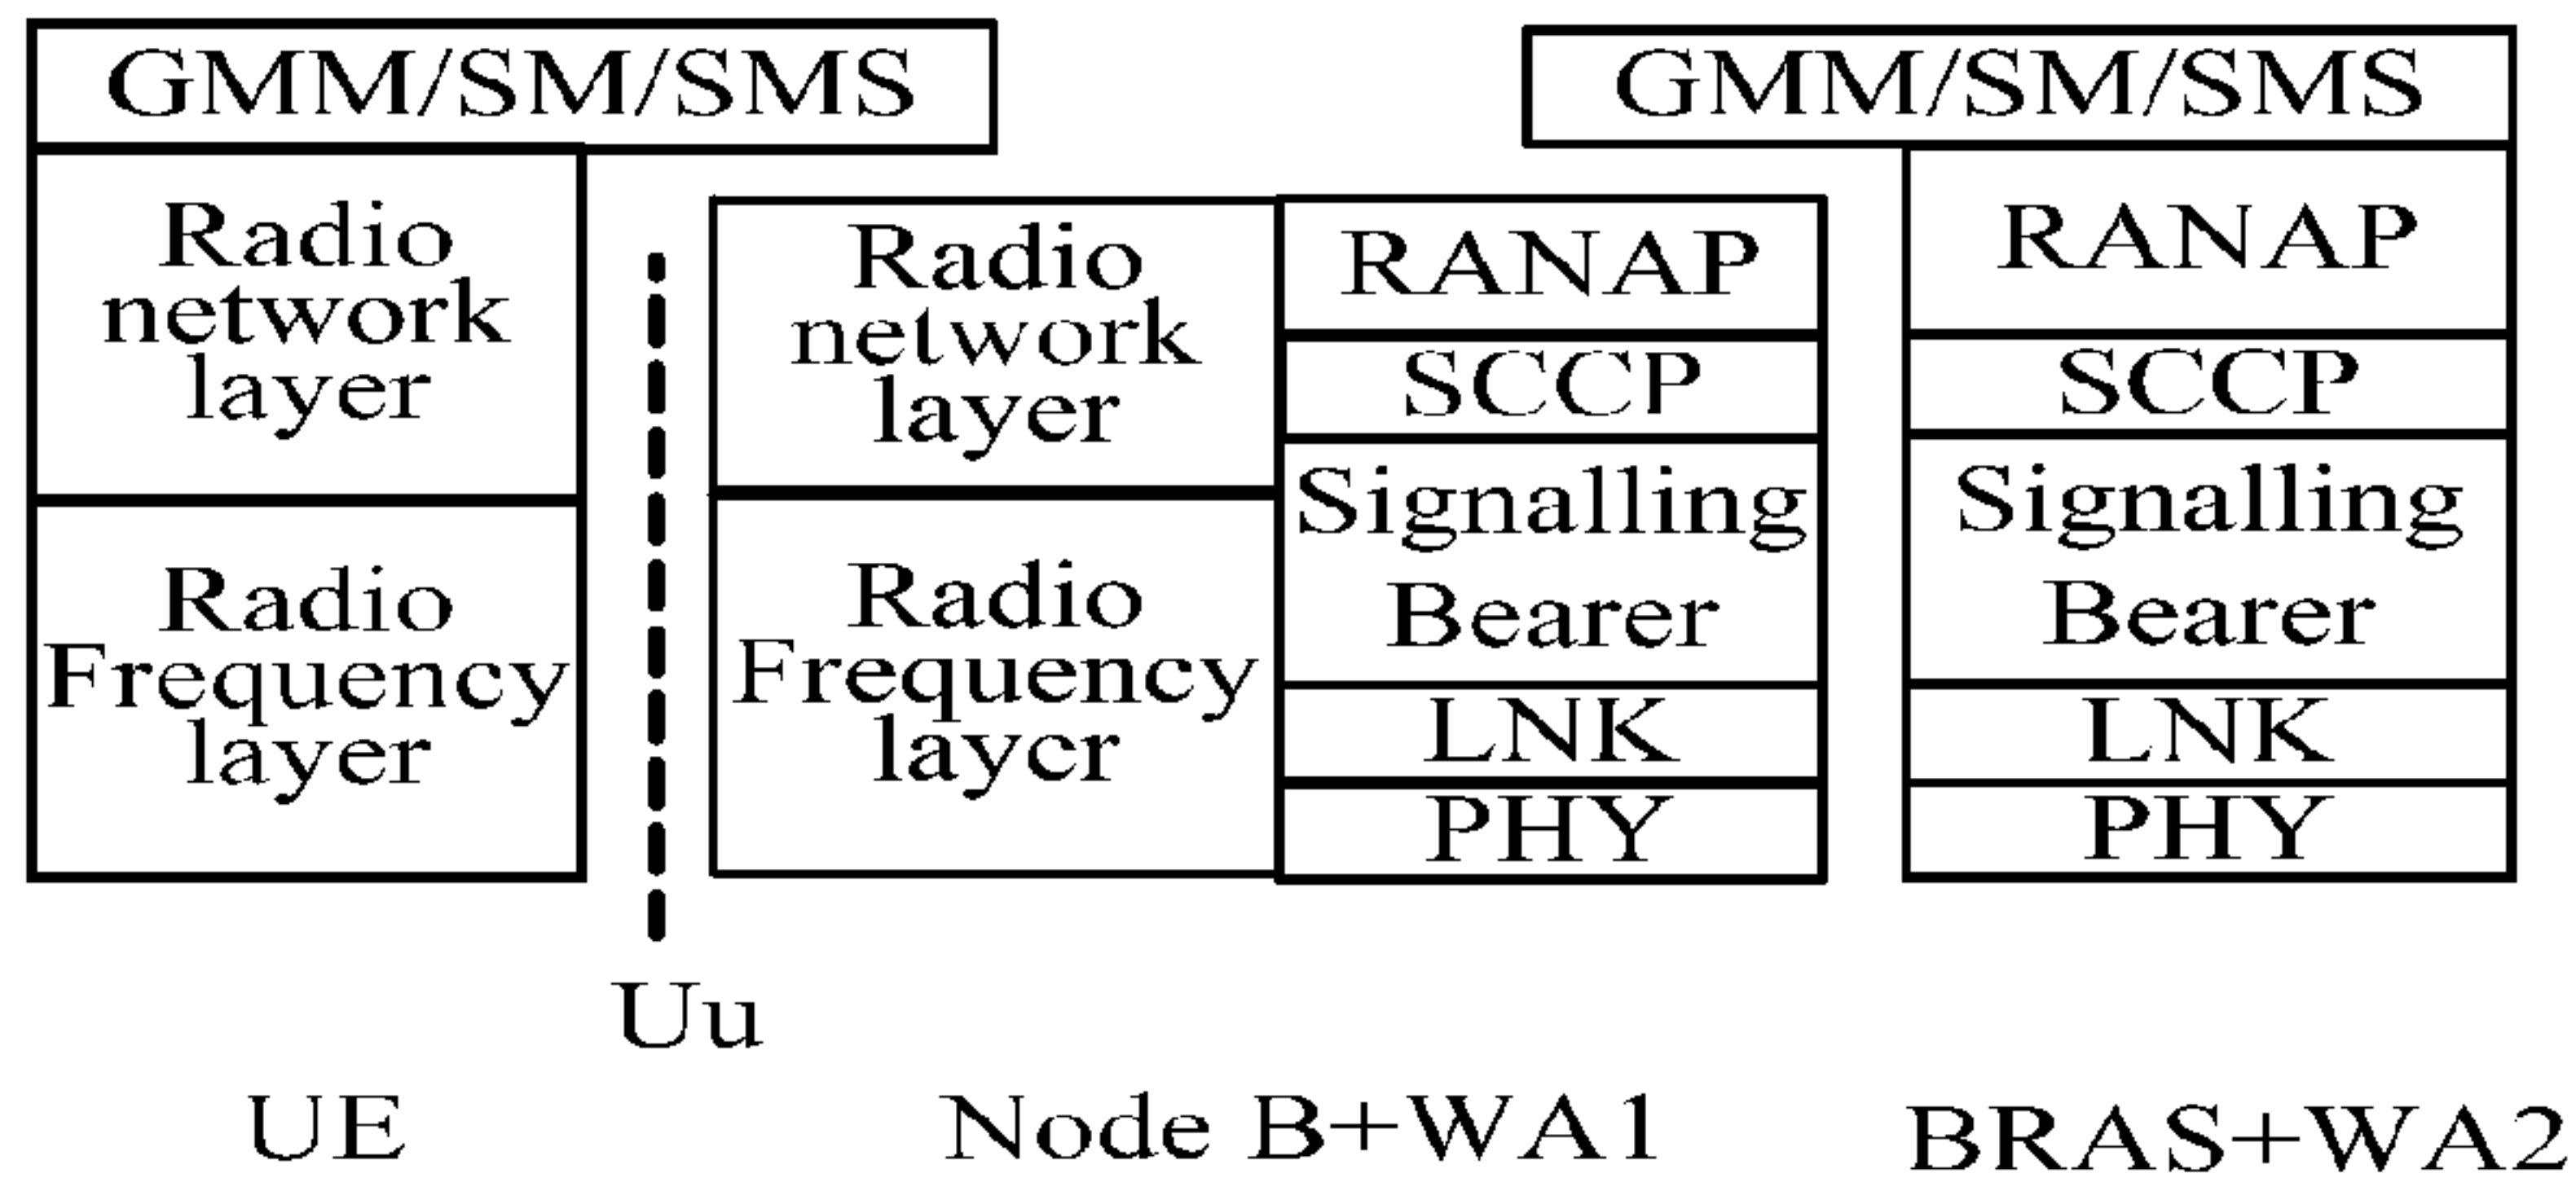 GMM/SM/SMS
GMM/SM/SMS
Radio
network
layer
Radio
network
layer
RANAP
RANAP
SCCP
SCCP
Signalling
Bearer
Signalling
Bearer
Radio
Frequency
layer
Radio
Frequency
laycr
LNK
LNK
PHY
PHY
Uu
UE
Node B+WA1
BRAS+WA2